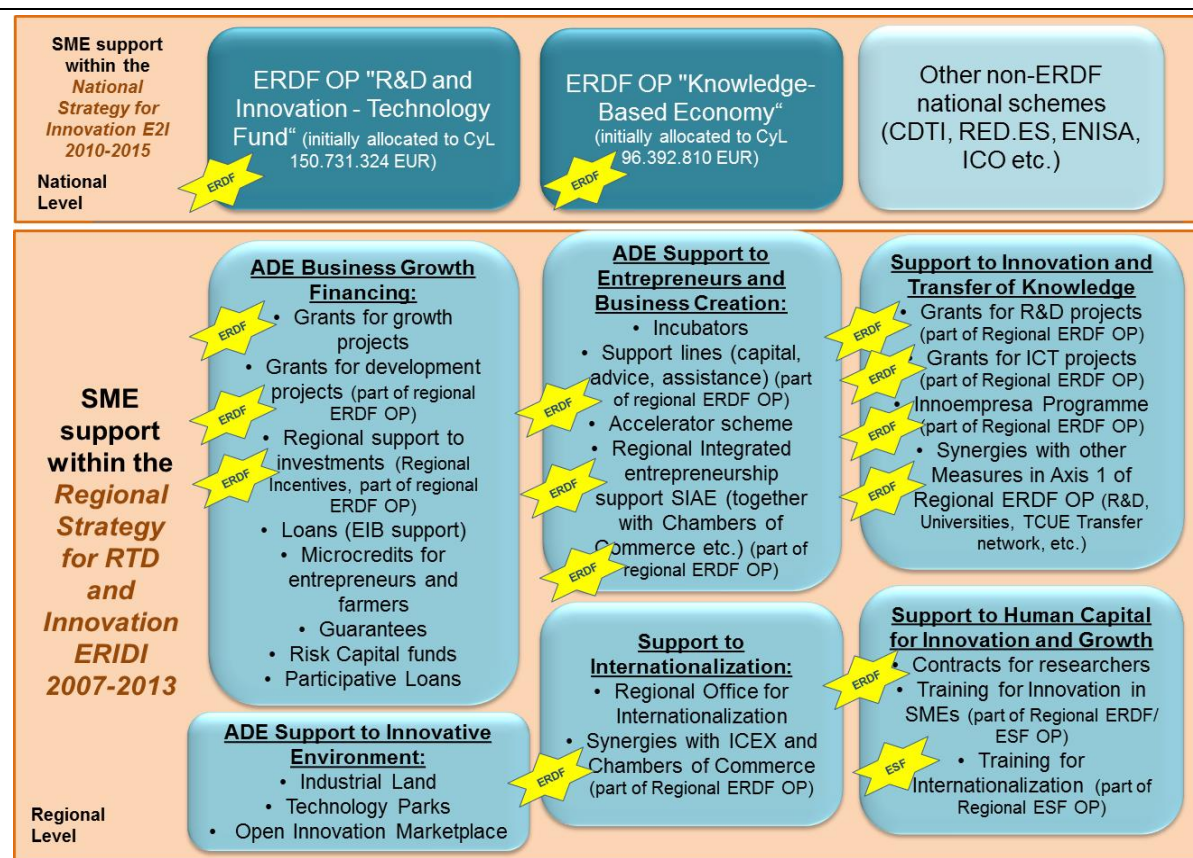 SME support
within the
National
Strategy for
Innovation E2I
2010-2015
National
Level
ERDF OP "R&D and
Innovation - Technology
Fund“ (initially allocated to CyL
150.731.324 EUR)
ERDF
ERDF OP "Knowledge-
Based Economy“
(initially allocated to CyL
96.392.810 EUR)
ERDF
Other non-ERDF
national schemes
(CDTI, RED.ES, ENISA,
ICO etc.)
SME
support
within the
Regional
Strategy
for RTD
and
Innovation
ERIDI
2007-2013
Regional
Level
ADE Business Growth
Financing:
• Grants for growth
projects
• Grants for development
projects (part of regional
ERDF OP)
• Regional support to
investments (Regional
Incentives, part of regional
ERDF OP)
• Loans (EIB support)
• Microcredits for
entrepreneurs and
farmers
• Guarantees
• Risk Capital funds
• Participative Loans
ERDF
ERDF
ERDF
ADE Support to Innovative
Environment:
• Industrial Land
• Technology Parks
• Open Innovation Marketplace
ADE Support to
Entrepreneurs and
Business Creation:
• Incubators
• Support lines (capital,
advice, assistance) (part
of regional ERDF OP)
• Accelerator scheme
• Regional Integrated
entrepreneurship
support SIAE (together
with Chambers of
Commerce etc.) (part of
regional ERDF OP)
ERDF
ERDF
ERDF
Support to
Internationalization:
• Regional Office for
Internationalization
• Synergies with ICEX and
Chambers of Commerce
(part of Regional ERDF OP)
ERDF
Support to Innovation and
Transfer of Knowledge
• Grants for R&D projects
(part of Regional ERDF OP)
• Grants for ICT projects
(part of Regional ERDF OP)
• Innoempresa Programme
(part of Regional ERDF OP)
• Synergies with other
Measures in Axis 1 of
Regional ERDF OP (R&D,
Universities, TCUE Transfer
network, etc.)
ERDF
ERDF
ERDF
ERDF
Support to Human Capital
for Innovation and Growth
• Contracts for researchers
• Training for Innovation in
SMEs (part of Regional ERDF/
ESF OP)
• Training for
Internationalization (part of
Regional ESF OP)
ERDF
ESF